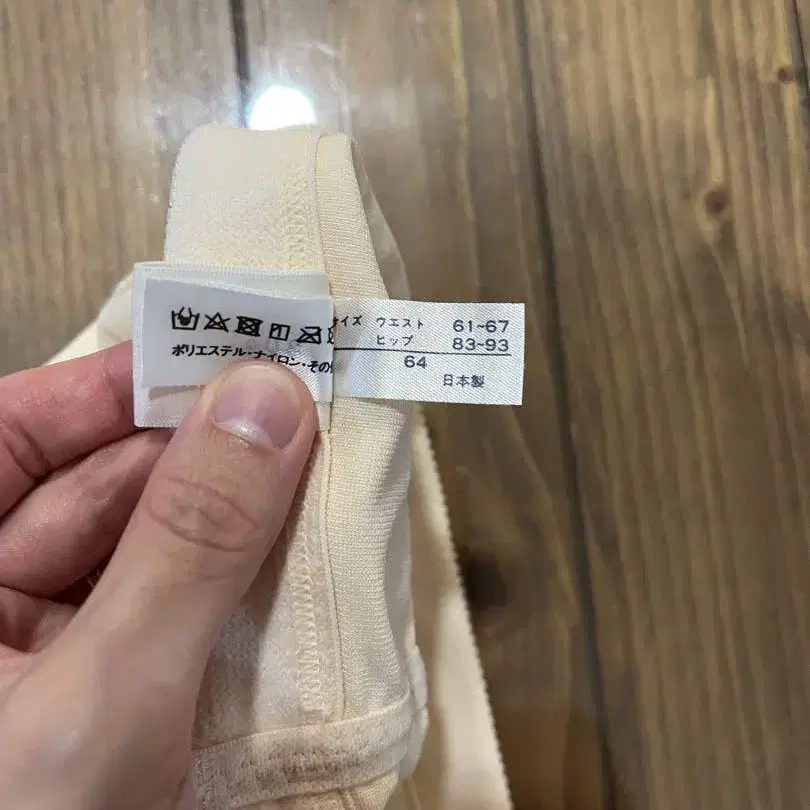 サイズ ウエスト 61~67
ヒップ 83-93
64
日本製
ポリエステル・ナイロン・その